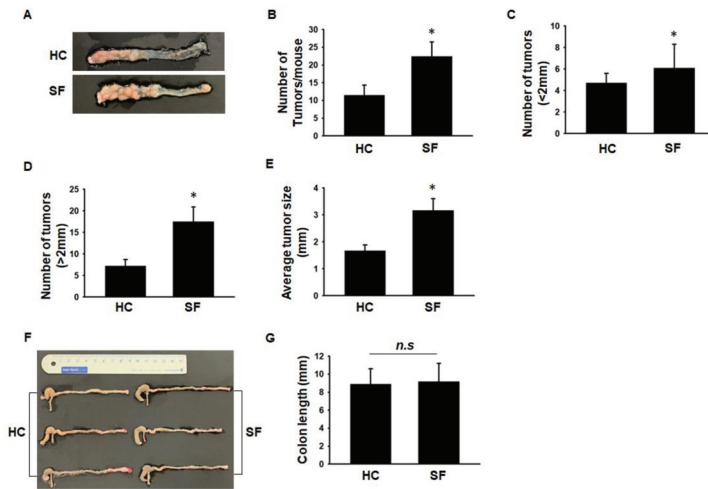 A
HC
SF
B
Number of
Tumors/mouse
30
25
20
15
10
5
0
*
HC
SF
C
Number of tumors
(<2mm)
10
8
6
4
2
0
*
HC
SF
D
Number of tumors
(>2mm)
25
20
15
10
5
0
*
HC
SF
E
Average tumor size
(mm)
4
3
2
1
0
*
HC
SF
F
HC
SF
G
Colon length (mm)
14
12
10
8
6
4
2
0
n.s
HC
SF